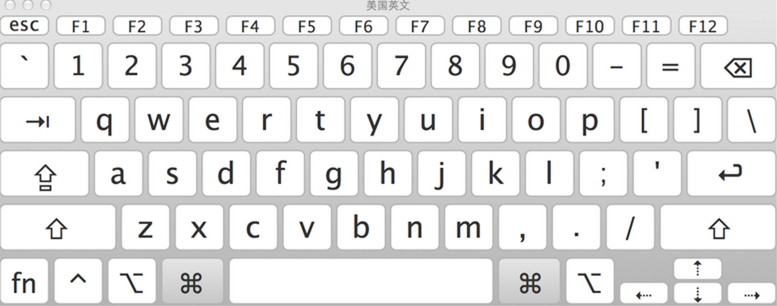 美国英文
esc F1 F2 F3 F4 F5 F6 F7 F8 F9 F10 F11 F12
` 1 2 3 4 5 6 7 8 9 0 - = ⌫
⇥ q w e r t y u i o p [ ] \
⇪ a s d f g h j k l ; ' ↩
⇧ z x c v b n m , . / ⇧
fn ^ ⌥ ⌘ ⌘ ⌥ ⇠ ⇡ ⇣ ⇢